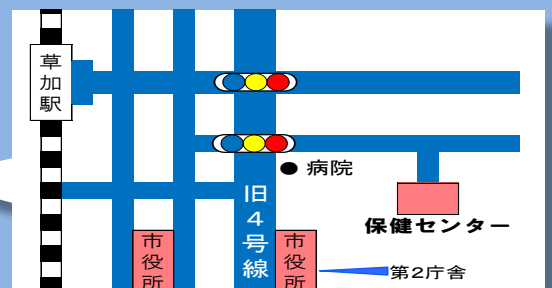 草加駅
病院
旧4号線
保健センター
市役所
市役所
第2庁舎